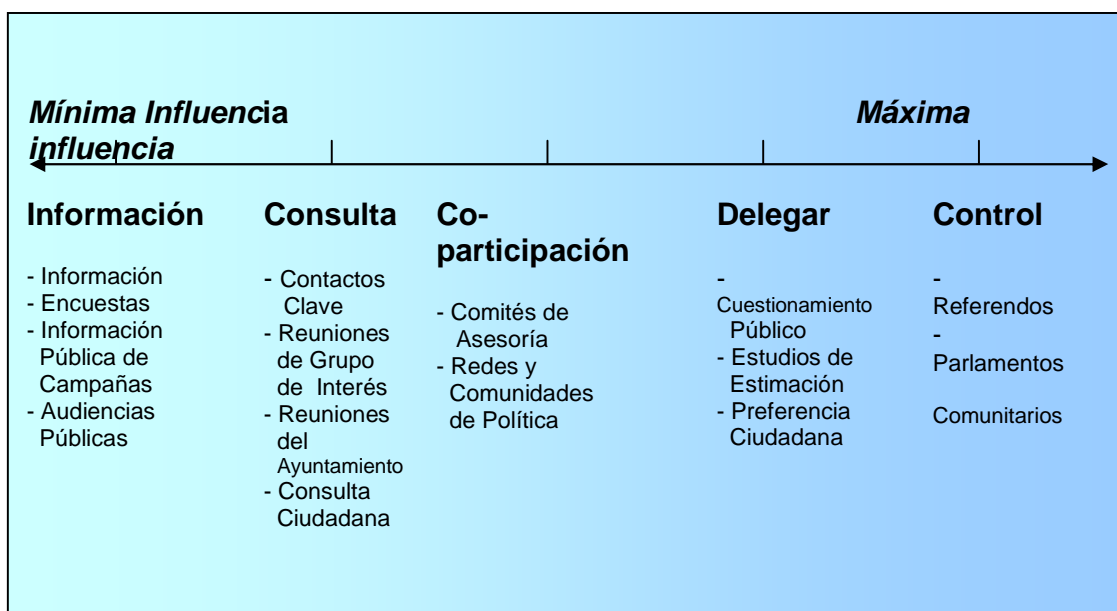 Mínima Influencia
influencia
Máxima
Información
- Información
- Encuestas
- Información
Pública de
Campañas
- Audiencias
Públicas
Consulta
- Contactos
Clave
- Reuniones
de Grupo
de Interés
- Reuniones
del
Ayuntamiento
- Consulta
Ciudadana
Co-
participación
- Comités de
Asesoría
- Redes y
Comunidades
de Política
Delegar
-
Cuestionamiento
Público
- Estudios de
Estimación
- Preferencia
Ciudadana
Control
-
Referendos
-
Parlamentos
Comunitarios